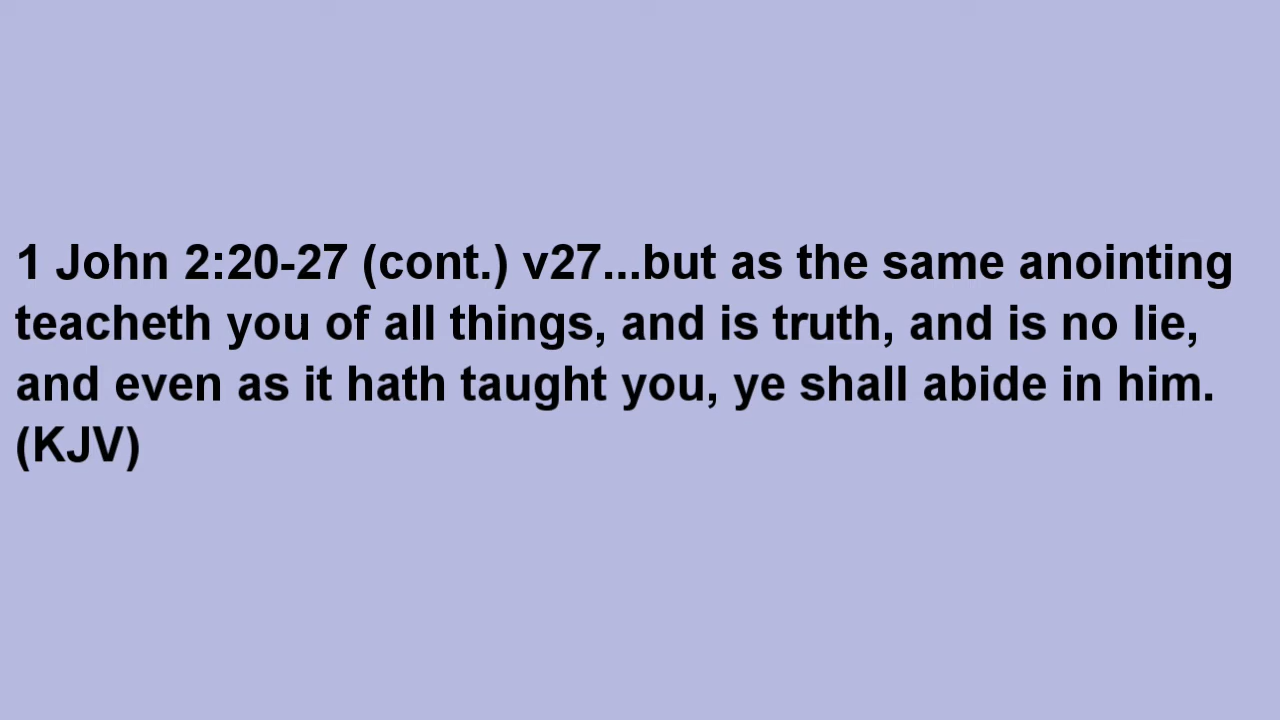 1 John 2:20-27 (cont.) v27...but as the same anointing
teacheth you of all things, and is truth, and is no lie,
and even as it hath taught you, ye shall abide in him.
(KJV)